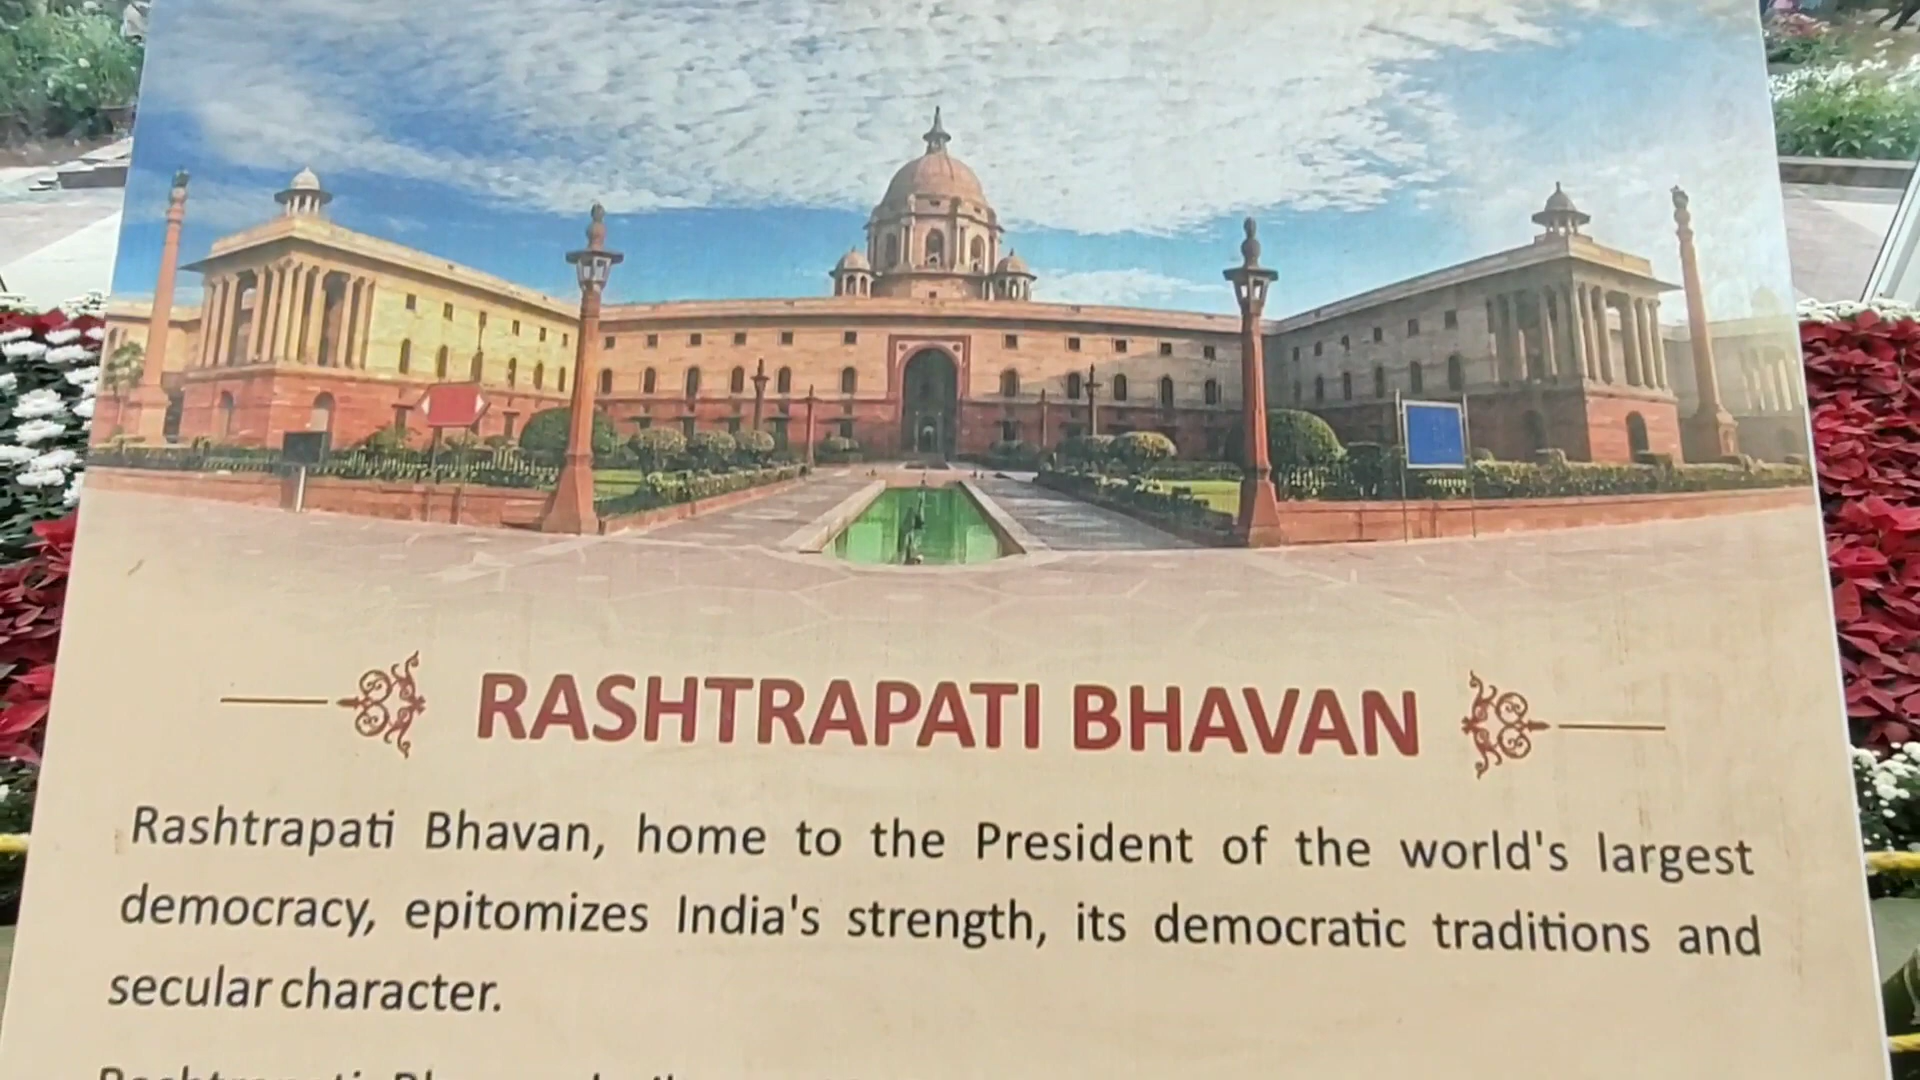 RASHTRAPATI BHAVAN
Rashtrapati Bhavan, home to the President of the world's largest
democracy, epitomizes India's strength, its democratic traditions and
secular character.